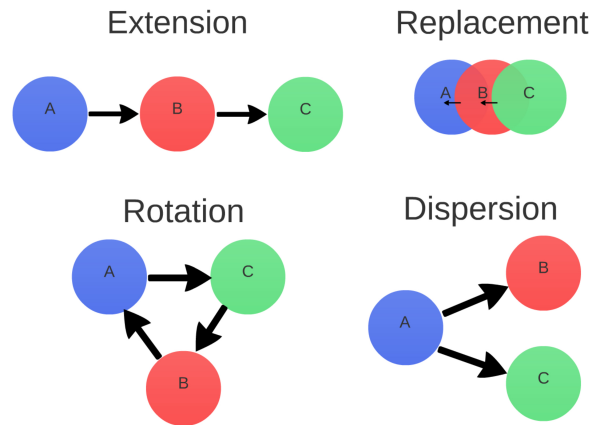 Extension
A
B
C
Replacement
A
B
C
Rotation
A
C
B
Dispersion
A
B
C